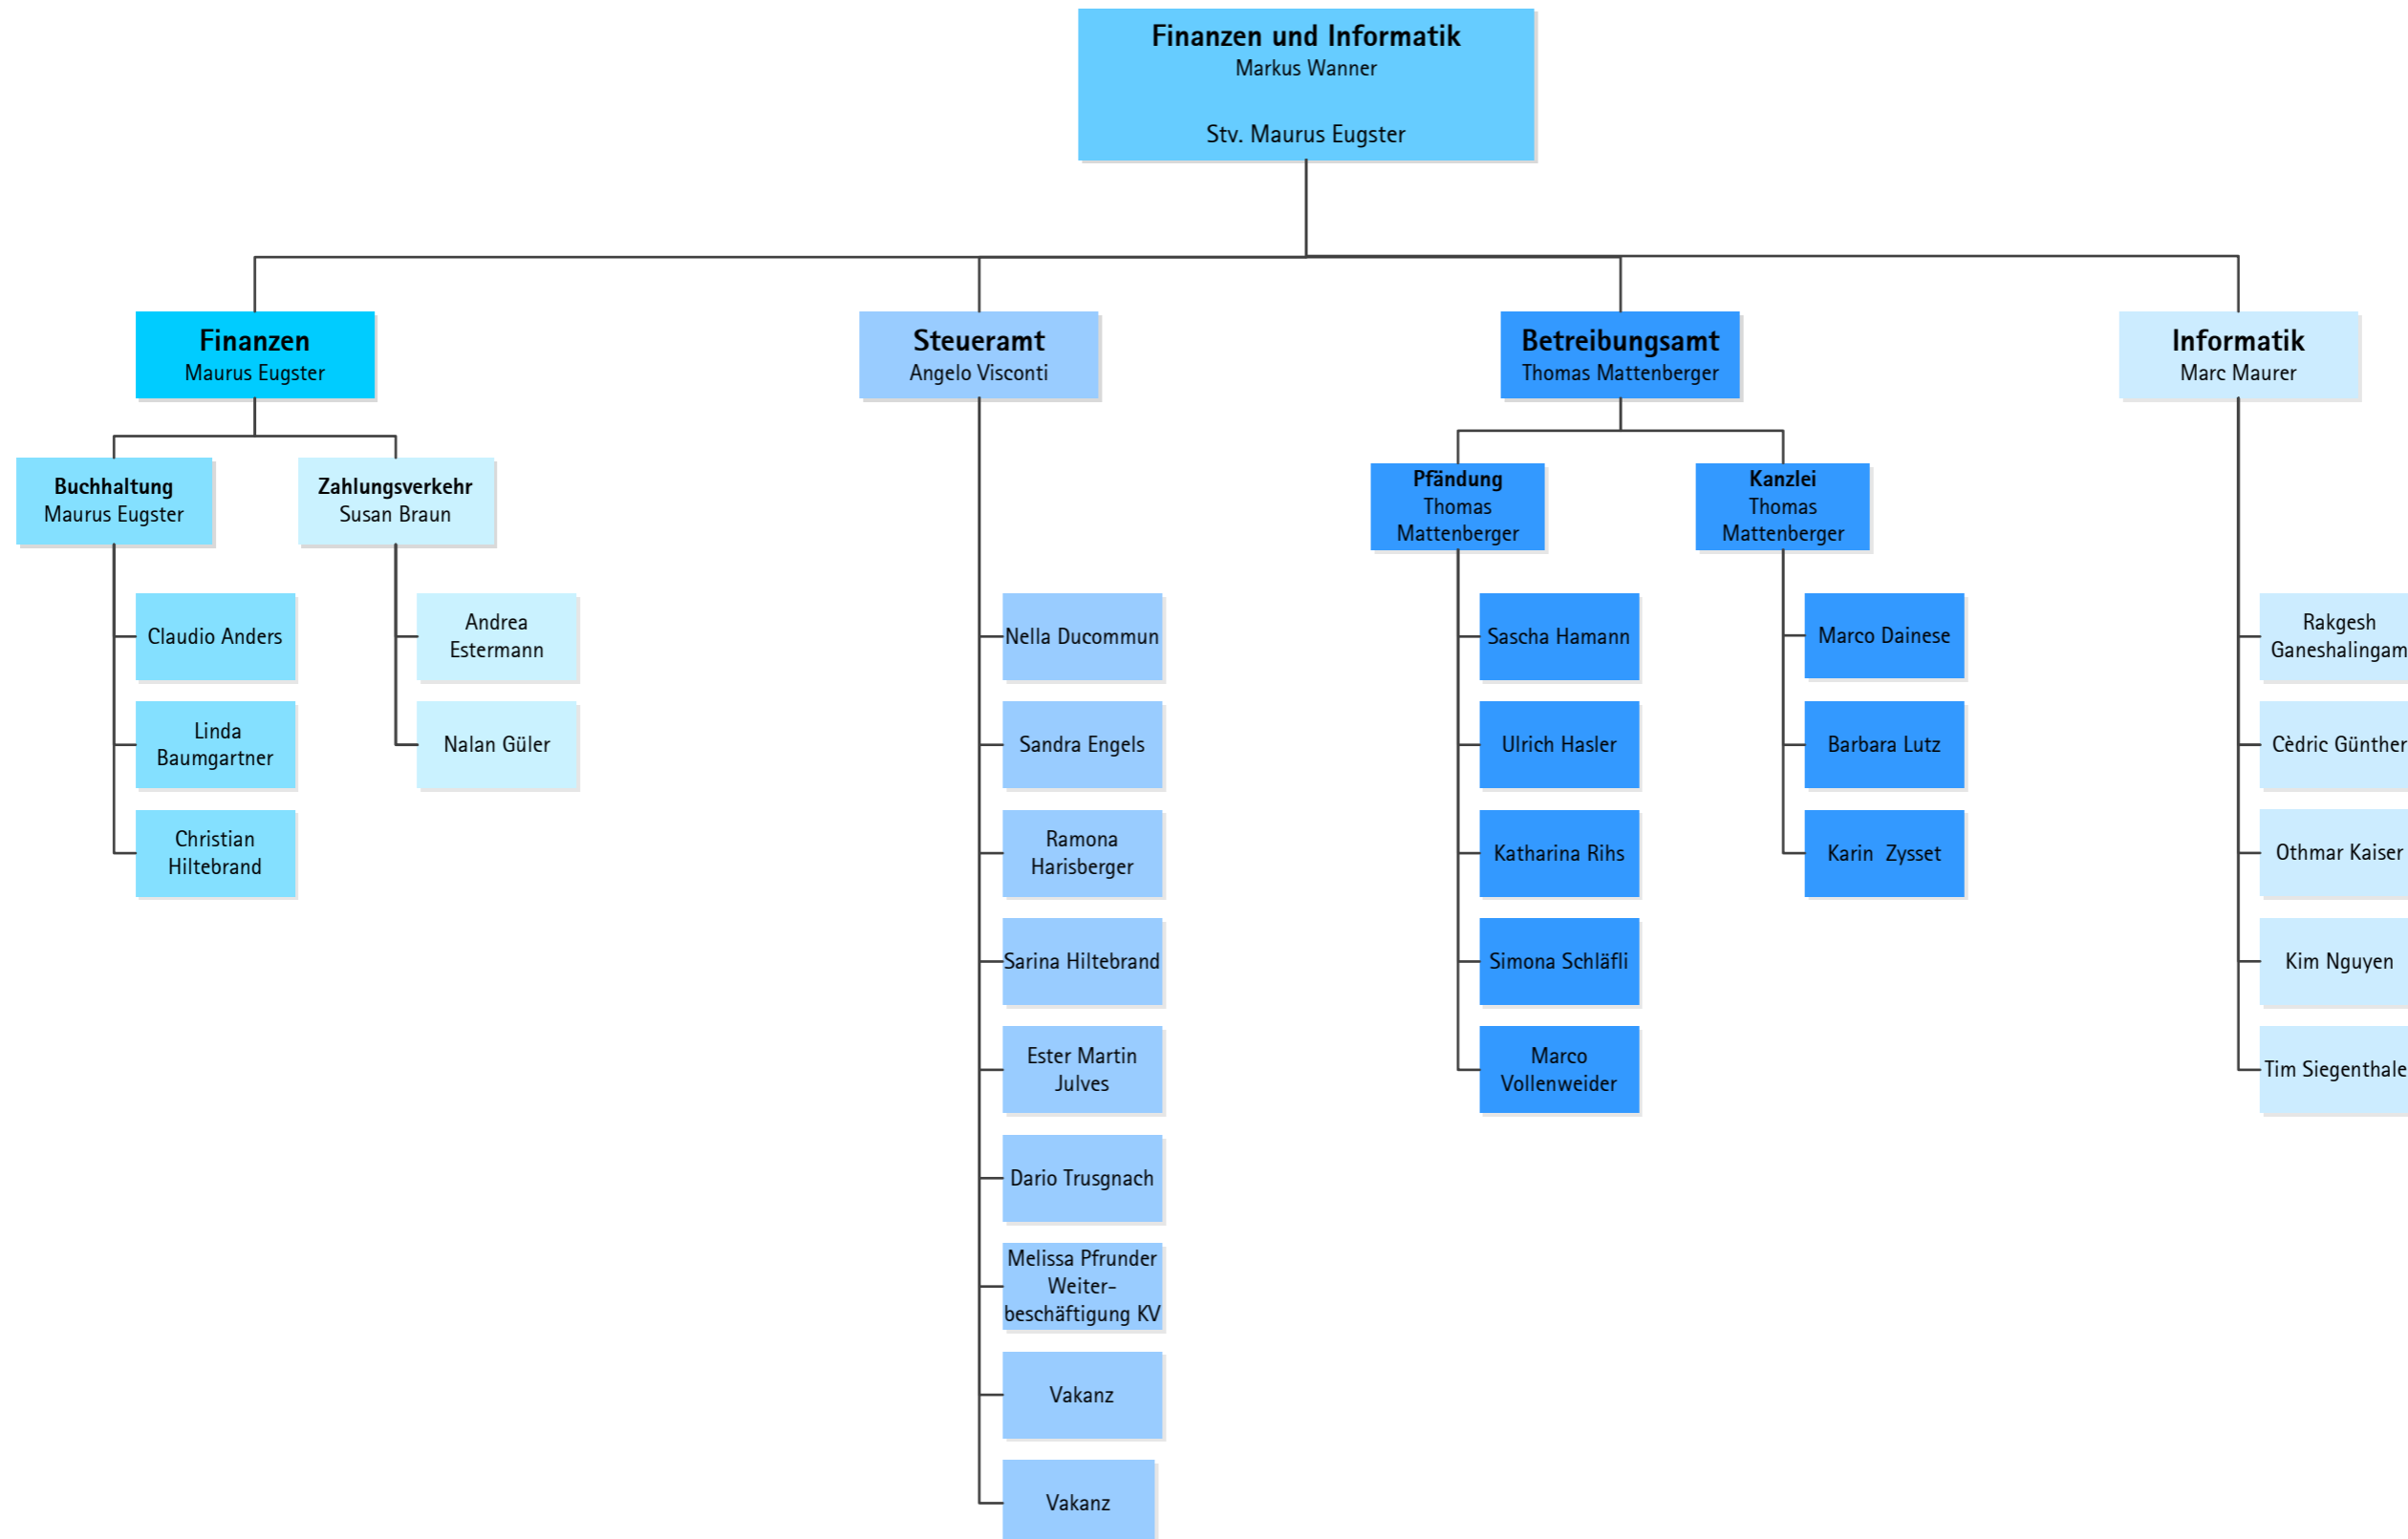 Finanzen und Informatik
Markus Wanner
Stv. Maurus Eugster
Finanzen
Maurus Eugster
Steueramt
Angelo Visconti
Betreibungsamt
Thomas Mattenberger
Informatik
Marc Maurer
Buchhaltung
Maurus Eugster
Zahlungsverkehr
Susan Braun
Pfändung
Thomas
Mattenberger
Kanzlei
Thomas
Mattenberger
Claudio Anders
Linda
Baumgartner
Christian
Hiltebrand
Andrea
Estermann
Nalan Güler
Nella Ducommun
Sandra Engels
Ramona
Harisberger
Sarina Hiltebrand
Ester Martin
Julves
Dario Trusgnach
Melissa Pfrunder
Weiter-
beschäftigung KV
Vakanz
Vakanz
Sascha Hamann
Ulrich Hasler
Katharina Rihs
Simona Schläfli
Marco
Vollenweider
Marco Dainese
Barbara Lutz
Karin  Zysset
Rakgesh
Ganeshalingam
Cèdric Günther
Othmar Kaiser
Kim Nguyen
Tim Siegenthale